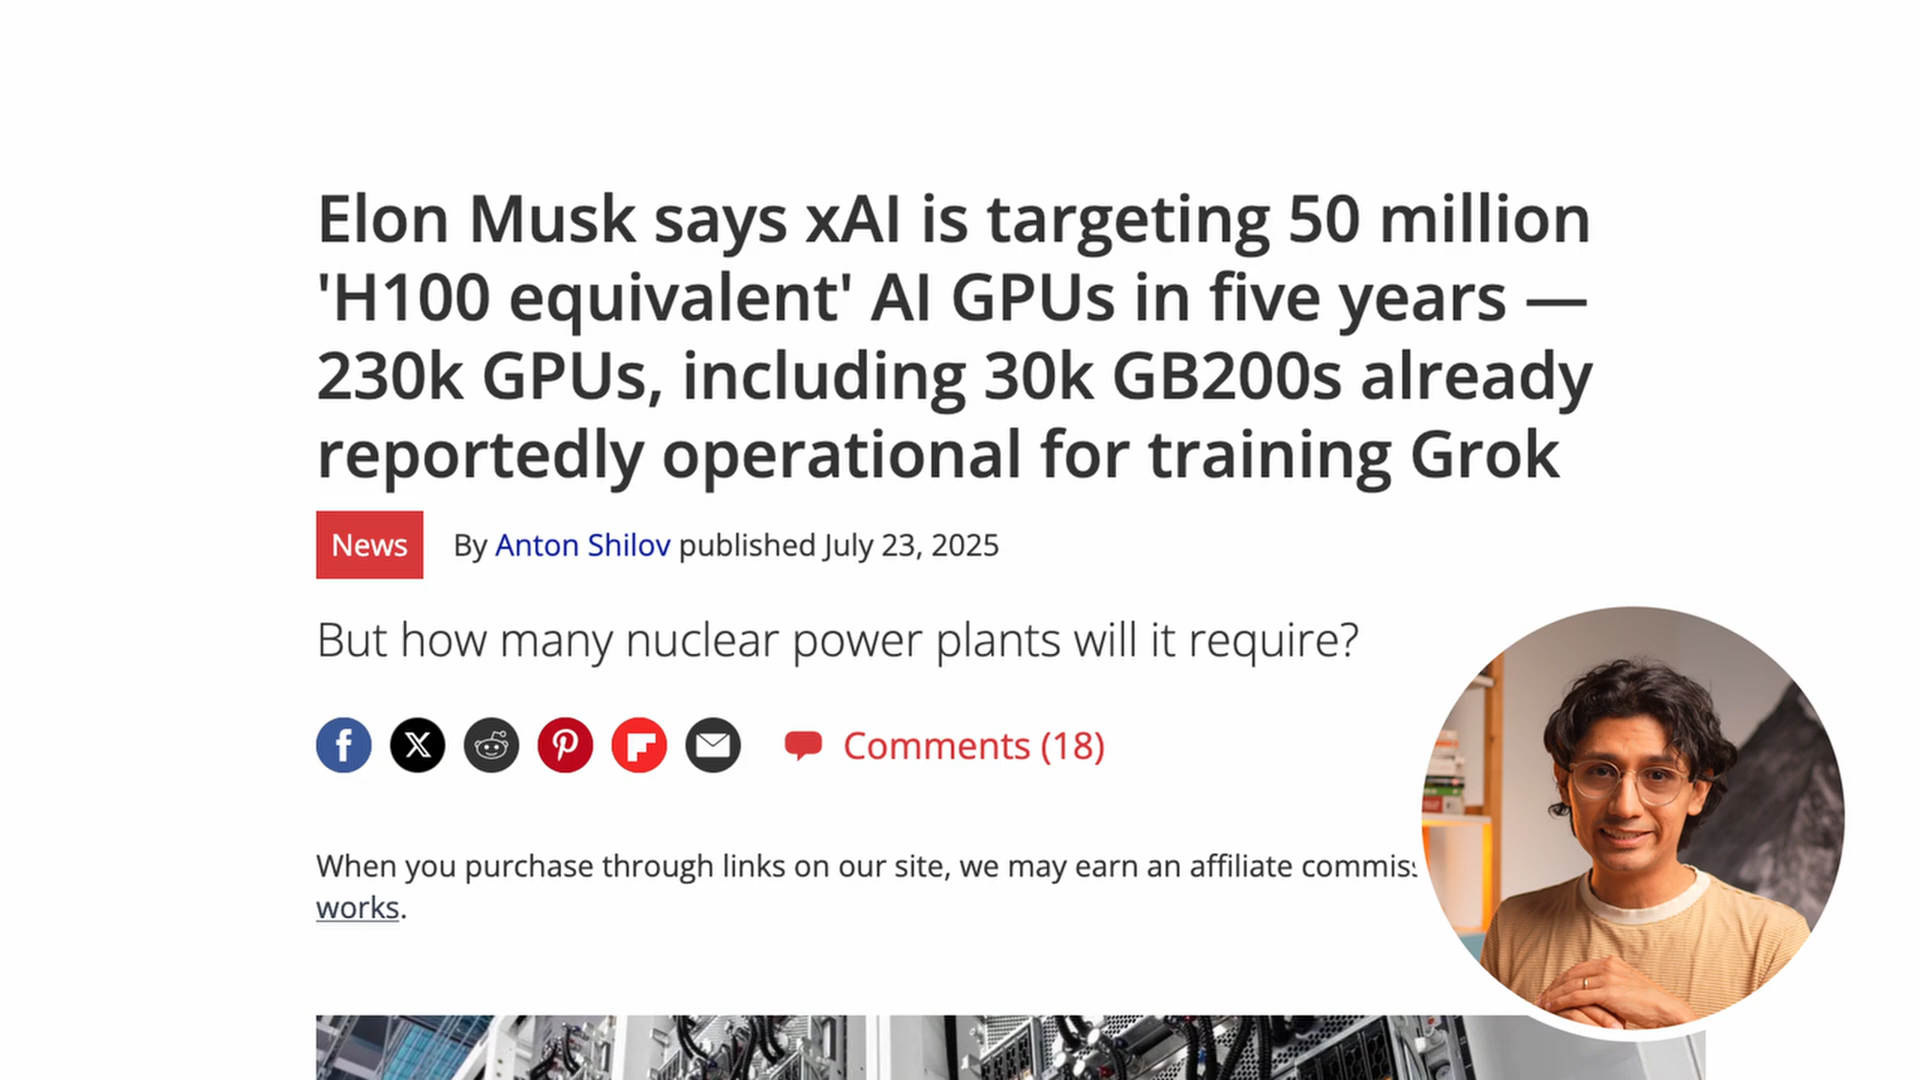 Elon Musk says xAI is targeting 50 million
'H100 equivalent' AI GPUs in five years —
230k GPUs, including 30k GB200s already
reportedly operational for training Grok
News
By Anton Shilov published July 23, 2025
But how many nuclear power plants will it require?
Comments (18)
When you purchase through links on our site, we may earn an affiliate commis
works.